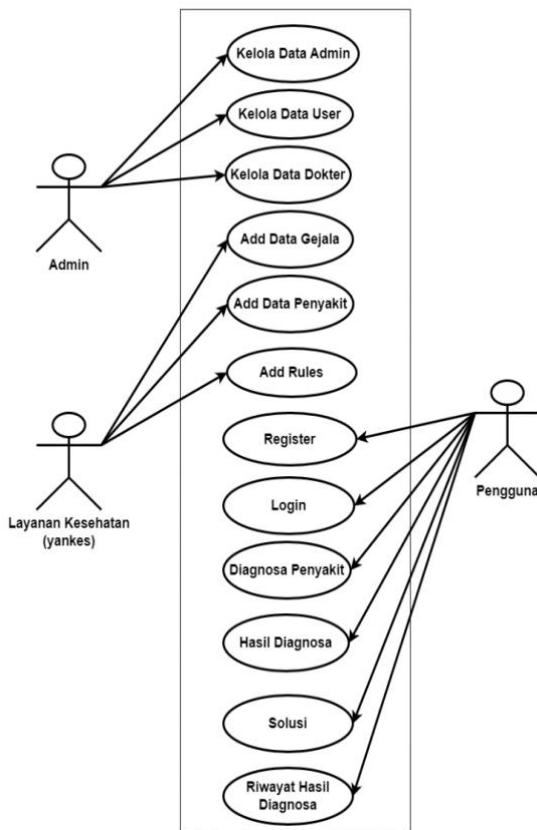 Kelola Data Admin
Kelola Data User
Kelola Data Dokter
Admin
Add Data Gejala
Add Data Penyakit
Add Rules
Layanan Kesehatan
(yankes)
Register
Login
Pengguna
Diagnosa Penyakit
Hasil Diagnosa
Solusi
Riwayat Hasil
Diagnosa